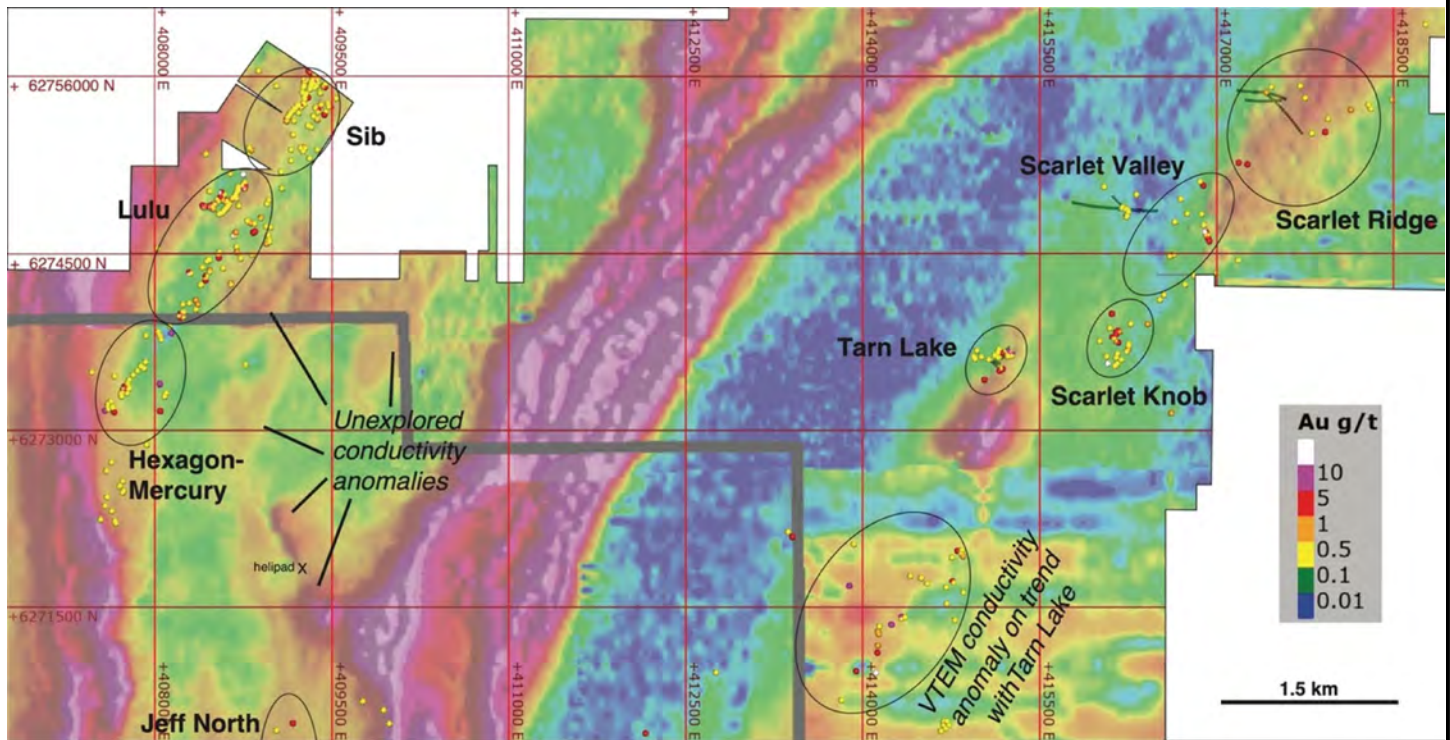 + 408000 E
+ 409500 E
+ 411000 E
+ 412500 E
+ 414000 E
+ 415500 E
+ 417000 E
+ 418500 E
+ 62756000 N
Sib
Scarlet Valley
Lulu
Scarlet Ridge
+ 6274500 N
Tarn Lake
Scarlet Knob
Unexplored
conductivity
anomalies
+6273000 N
Hexagon-
Mercury
helipad X
Au g/t
10
5
1
0.5
0.1
0.01
+6271500 N
VTEM conductivity
anomaly on trend
with Tarn Lake
1.5 km
Jeff North
+408000 E
+409500 E
+411000 E
+412500 E
+414000 E
+415500 E